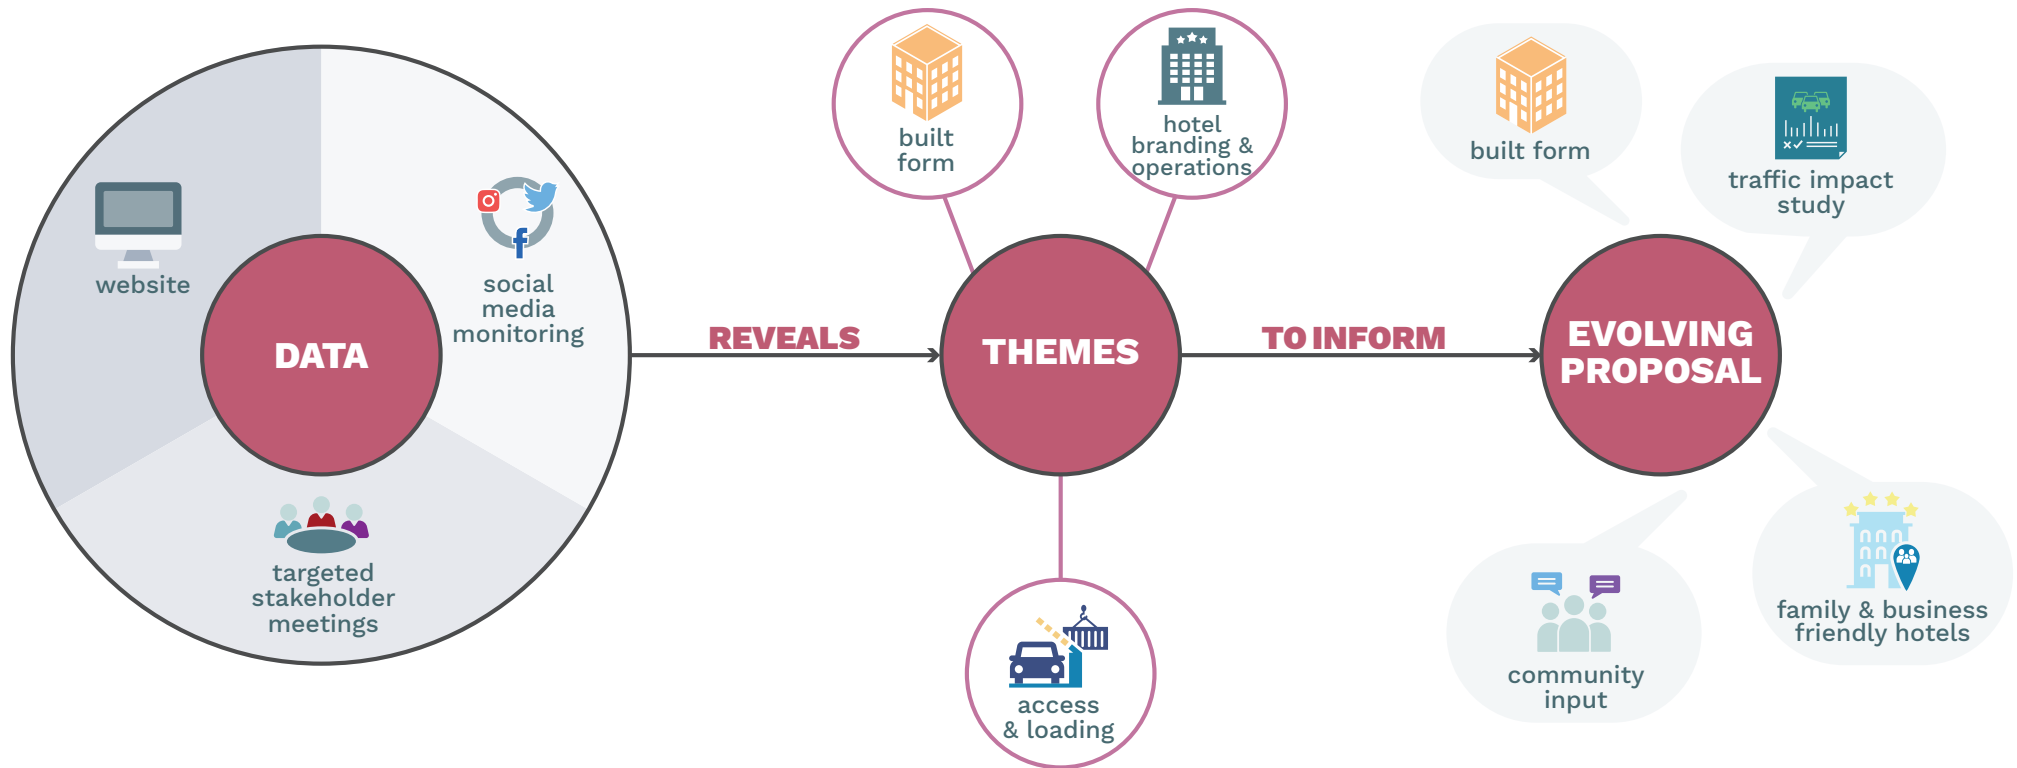 website
social
media
monitoring
DATA
targeted
stakeholder
meetings
REVEALS
built
form
hotel
branding &
operations
THEMES
access
& loading
TO INFORM
built form
traffic impact
study
EVOLVING
PROPOSAL
community
input
family & business
friendly hotels